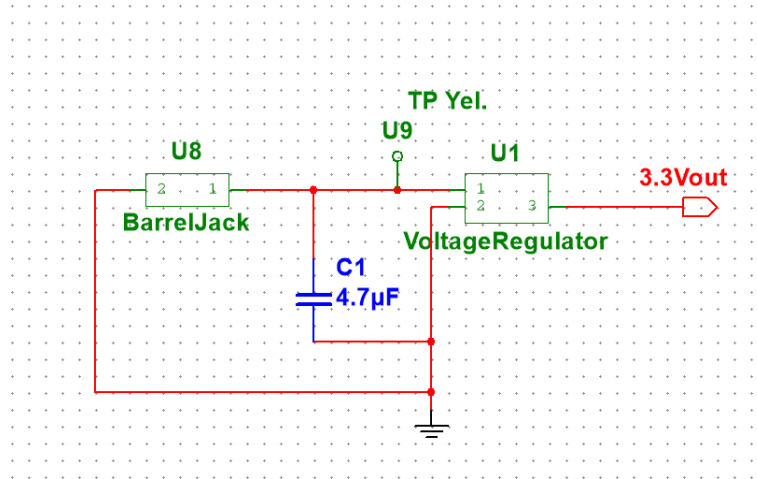 TP Yel.
U9
U8
U1
3.3Vout
2 1
1
2 3
BarrelJack
VoltageRegulator
C1
4.7µF